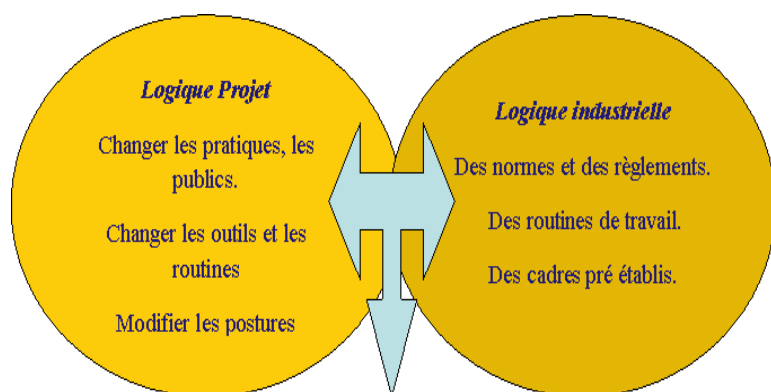 Logique Projet
Changer les pratiques, les
publics.
Changer les outils et les
routines
Modifier les postures
Logique industrielle
Des normes et des règlements.
Des routines de travail.
Des cadres pré établis.